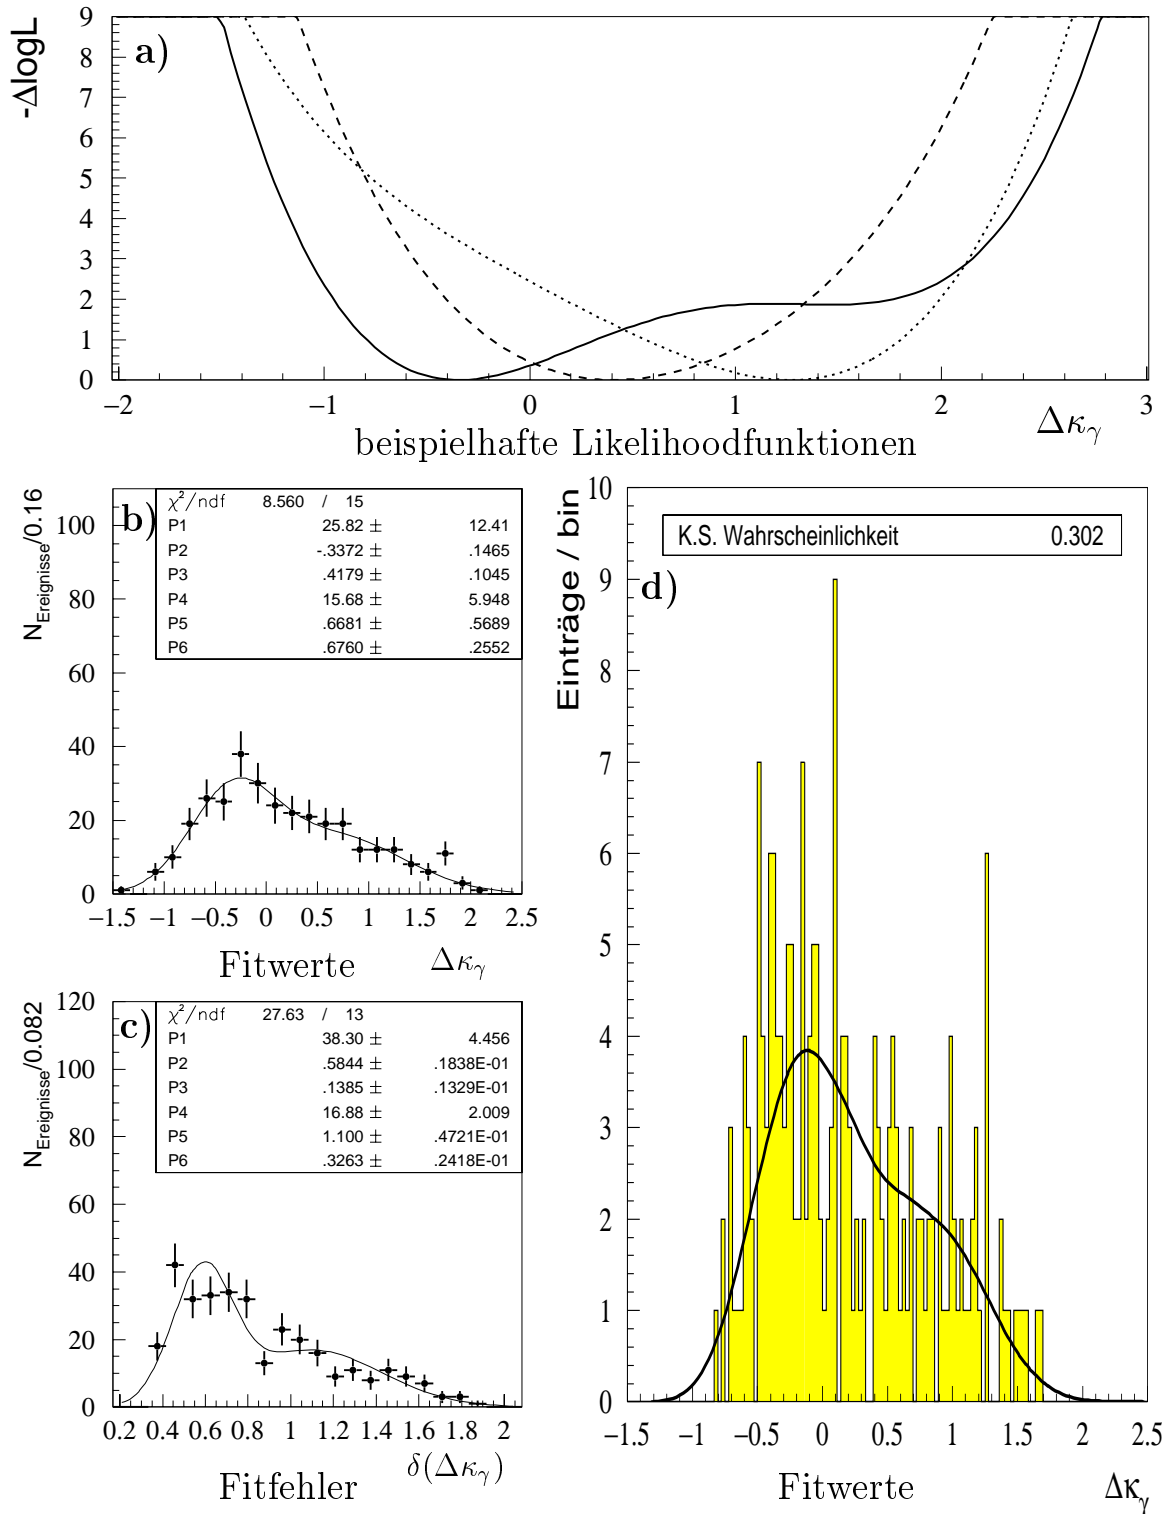 -ΔlogL
9
8
7
6
5
4
3
2
1
0
a)
−2 −1 0 1 2 3
Δκγ
beispielhafte Likelihoodfunktionen
N Ereignisse/0.16
b)
100
80
60
40
20
0
χ²/ndf 8.560 / 15
P1 25.82 ± 12.41
P2 -.3372 ± .1465
P3 .4179 ± .1045
P4 15.68 ± 5.948
P5 .6681 ± .5689
P6 .6760 ± .2552
−1.5 −1 −0.5 0 0.5 1 1.5 2 2.5
Fitwerte Δκγ
N Ereignisse/0.082
c)
120
100
80
60
40
20
0
χ²/ndf 27.63 / 13
P1 38.30 ± 4.456
P2 .5844 ± .1838E-01
P3 .1385 ± .1329E-01
P4 16.88 ± 2.009
P5 1.100 ± .4721E-01
P6 .3263 ± .2418E-01
0.2 0.4 0.6 0.8 1 1.2 1.4 1.6 1.8 2
Fitfehler δ(Δκγ)
Einträge / bin
10
9
8
7
6
5
4
3
2
1
0
K.S. Wahrscheinlichkeit 0.302
d)
−1.5 −1 −0.5 0 0.5 1 1.5 2 2.5
Fitwerte Δκγ